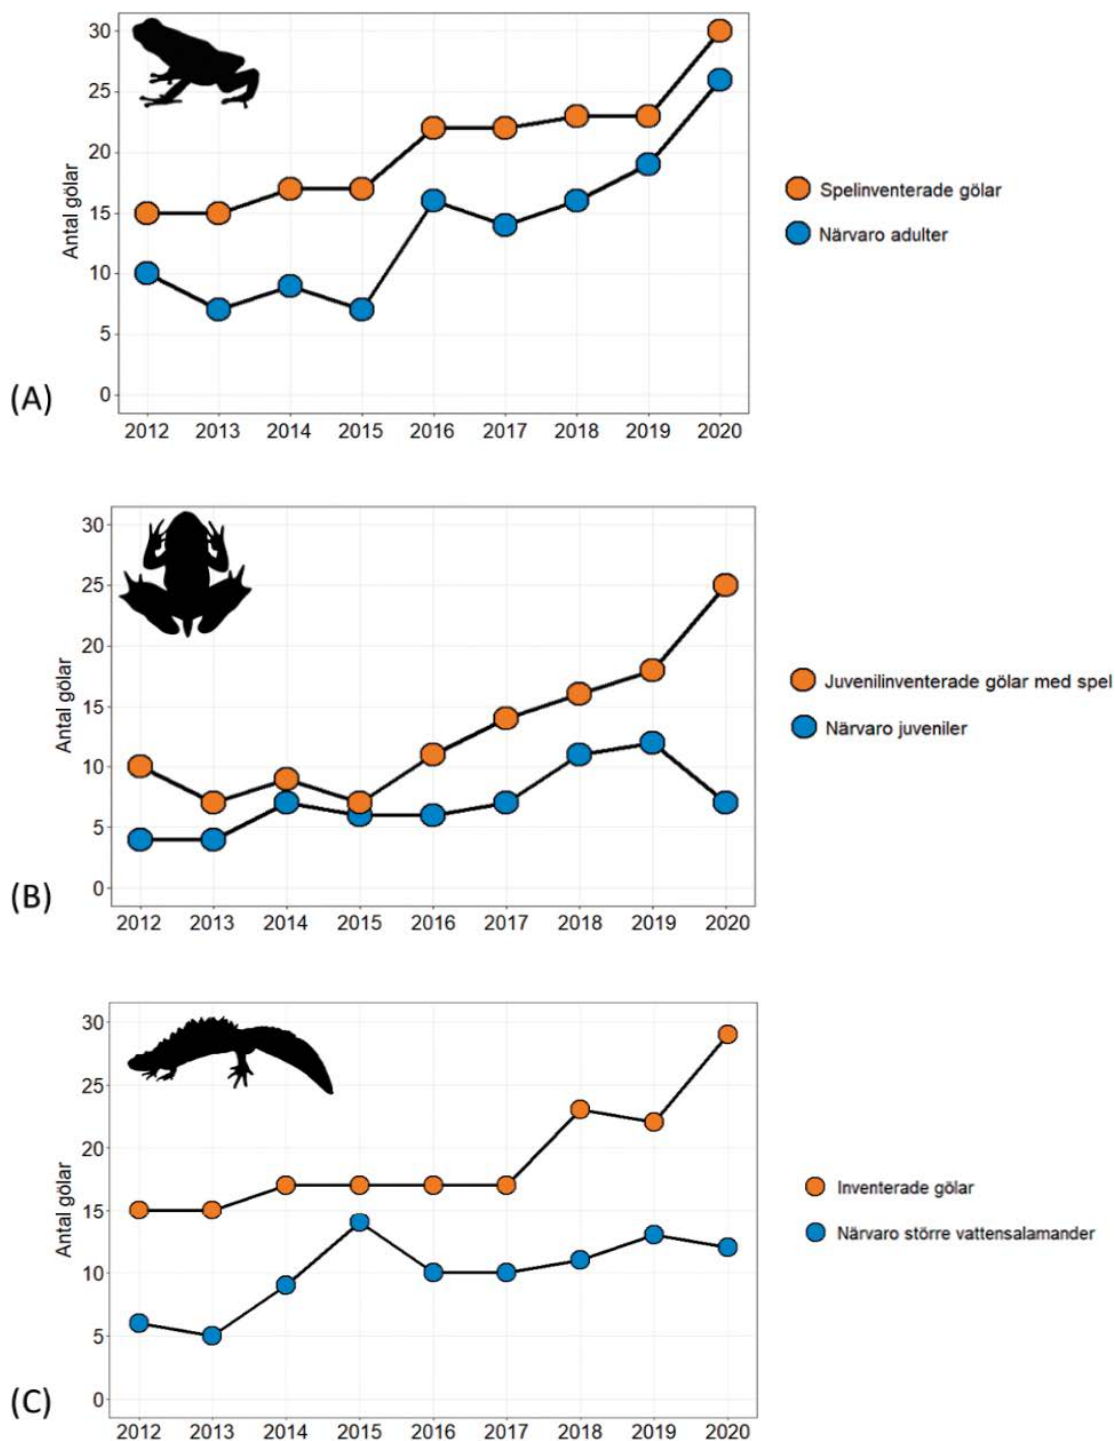 30
25
20
15
10
5
0
Antal gölar
2012 2013 2014 2015 2016 2017 2018 2019 2020
Spelinventerade gölar
Närvaro adulter
(A)
30
25
20
15
10
5
0
Antal gölar
2012 2013 2014 2015 2016 2017 2018 2019 2020
Juvenilinventerade gölar med spel
Närvaro juveniler
(B)
30
25
20
15
10
5
0
Antal gölar
2012 2013 2014 2015 2016 2017 2018 2019 2020
Inventerade gölar
Närvaro större vattensalamander
(C)